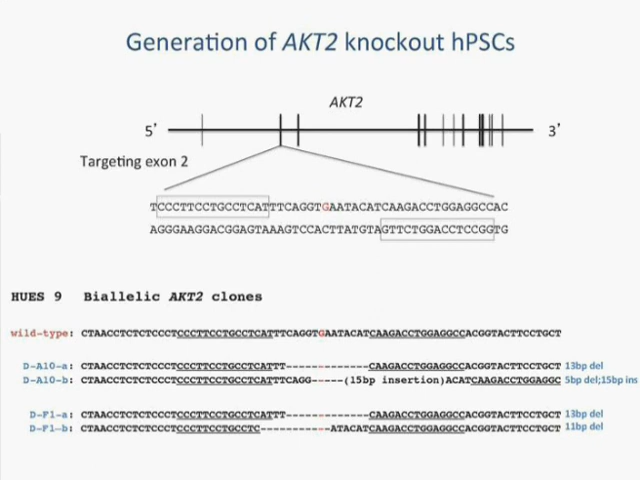 Generation of AKT2 knockout hPSCs
AKT2
5’ 3’
Targeting exon 2
TCCCTTCCTGCCTCATTTCAGGTGAATACATCAAGACCTGGAGGCCAC
AGGGAAGGACGGAGTAAAGTCCACTTATGTAGTTCTGGACCTCCGGTG
HUES 9 Biallelic AKT2 clones
wild-type: CTAACCTCTCTCCCTCCCTTCCTGCCTCATTTCAGGTGAATACATCAAGACCTGGAGGCCACGGTACTTCCTGCT
D-A10-a: CTAACCTCTCTCCCTCCCTTCCTGCCTCATTT-------------CAAGACCTGGAGGCCACGGTACTTCCTGCT 13bp del
D-A10-b: CTAACCTCTCTCCCTCCCTTCCTGCCTCATTTCAGG-----(15bp insertion)ACATCAAGACCTGGAGGC 5bp del;15bp ins
D-F1-a: CTAACCTCTCTCCCTCCCTTCCTGCCTCATTT-------------CAAGACCTGGAGGCCACGGTACTTCCTGCT 13bp del
D-F1-b: CTAACCTCTCTCCCTCCCTTCCTGCCTC-----------ATACATCAAGACCTGGAGGCCACGGTACTTCCTGCT 11bp del